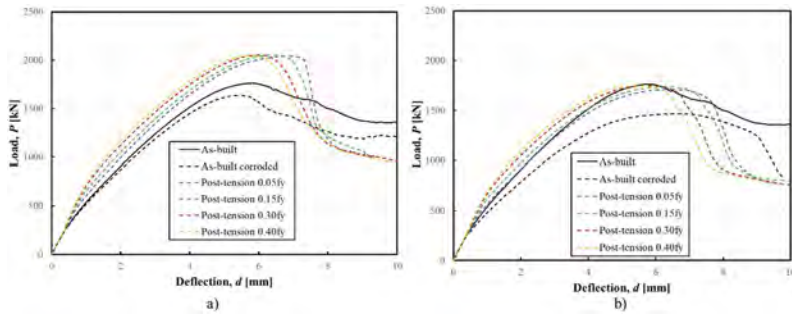 2500
2000
1500
1000
500
0
Load, P [kN]
As-built
As-built corroded
Post-tension 0.05fy
Post-tension 0.15fy
Post-tension 0.30fy
Post-tension 0.40fy
0 2 4 6 8 10
Deflection, d [mm]
a)
2500
2000
1500
1000
500
0
Load, P [kN]
As-built
As-built corroded
Post-tension 0.05fy
Post-tension 0.15fy
Post-tension 0.30fy
Post-tension 0.40fy
0 2 4 6 8 10
Deflection, d [mm]
b)